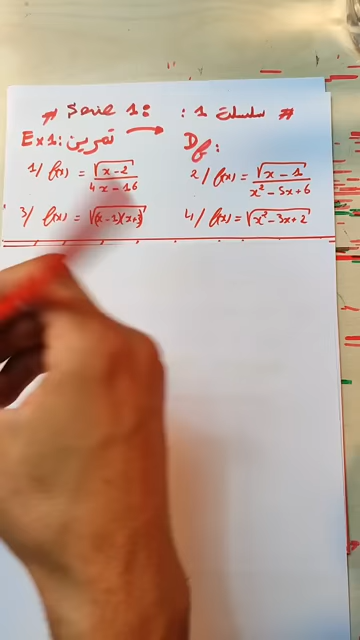 # Serie 1: : 1 سلسلت #
Ex1: تمرين → Df:
1/ f(x) = √(x-2) / (4x-16) 2/ f(x) = √(x-1) / (x²-5x+6)
3/ f(x) = √((x-1)(x+3)) 4/ f(x) = √(x²-3x+2)